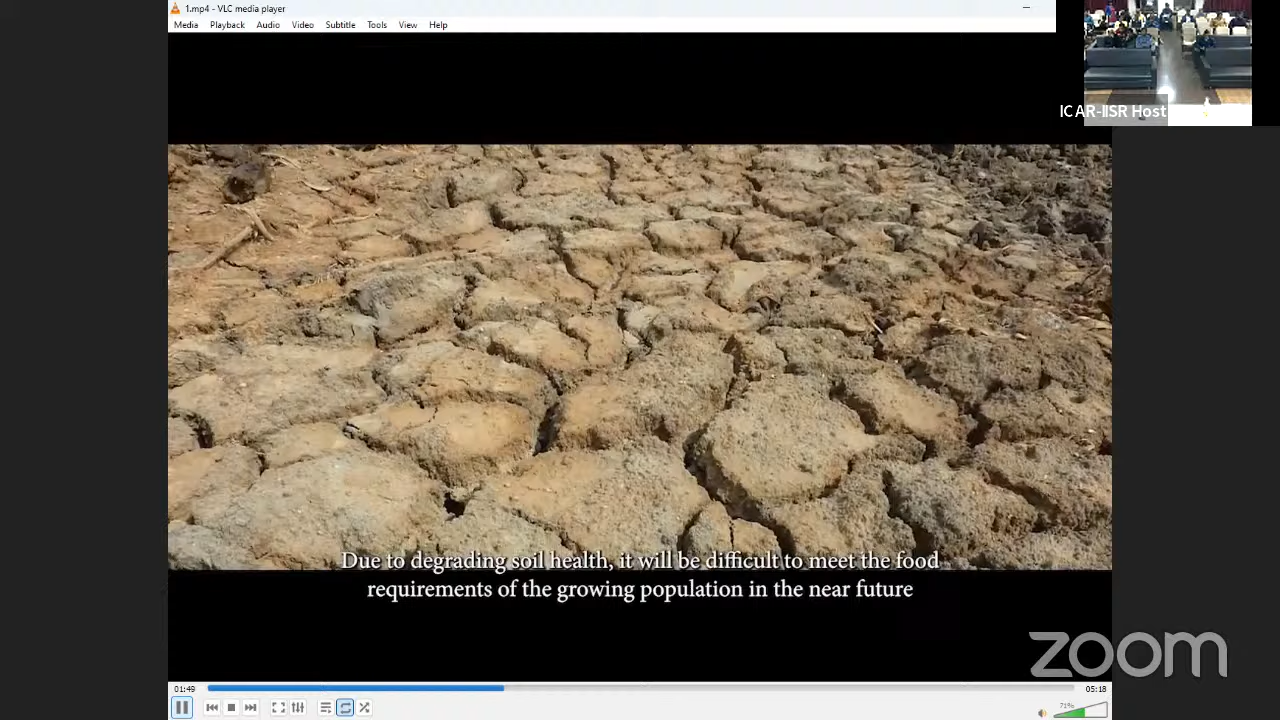 1.mp4 - VLC media player
Media Playback Audio Video Subtitle Tools View Help
ICAR-IISR Host
Due to degrading soil health, it will be difficult to meet the food
requirements of the growing population in the near future
zoom
01:49
05:18
71%